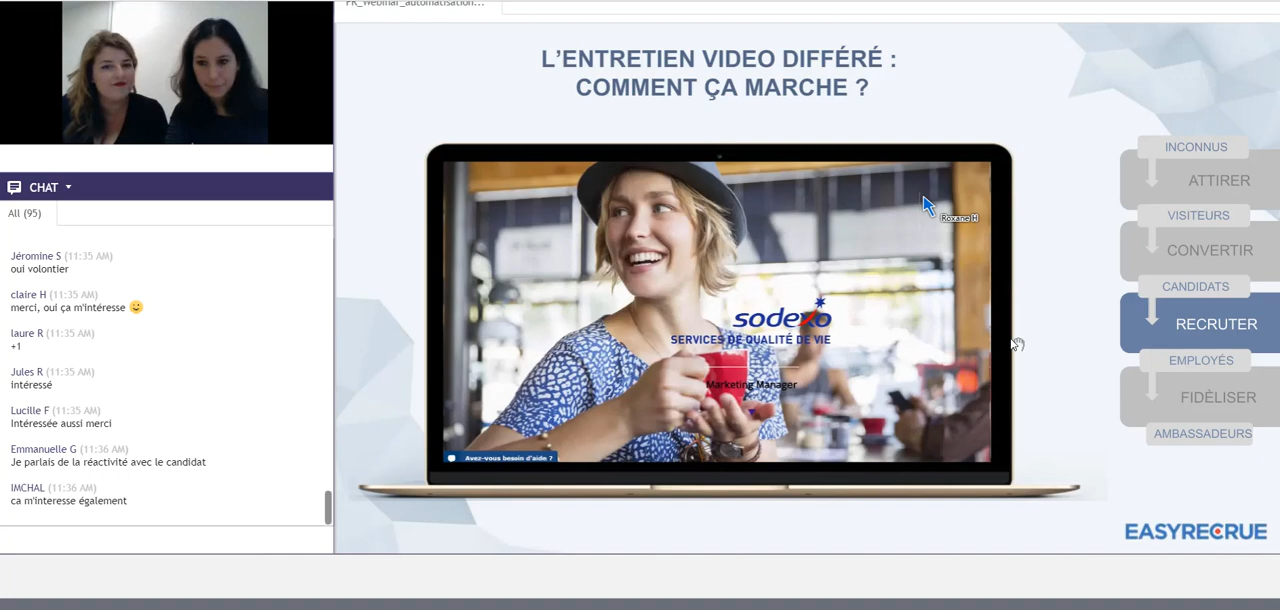 FR_Webinar_automatisation...
L'ENTRETIEN VIDEO DIFFÉRÉ :
COMMENT ÇA MARCHE ?
CHAT
All (95)
Jéromine S (11:35 AM)
oui volontier
claire H (11:35 AM)
merci, oui ça m'intéresse
laure R (11:35 AM)
+1
Jules R (11:35 AM)
intéressé
Lucille F (11:35 AM)
Intéressée aussi merci
Emmanuelle G (11:36 AM)
Je parlais de la réactivité avec le candidat
IMCHAL (11:36 AM)
ca m'interesse également
Roxane H
sodexo
SERVICES DE QUALITÉ DE VIE
Marketing Manager
Avez-vous besoin d'aide ?
INCONNUS
ATTIRER
VISITEURS
CONVERTIR
CANDIDATS
RECRUTER
EMPLOYÉS
FIDÉLISER
AMBASSADEURS
EASYRECRUE